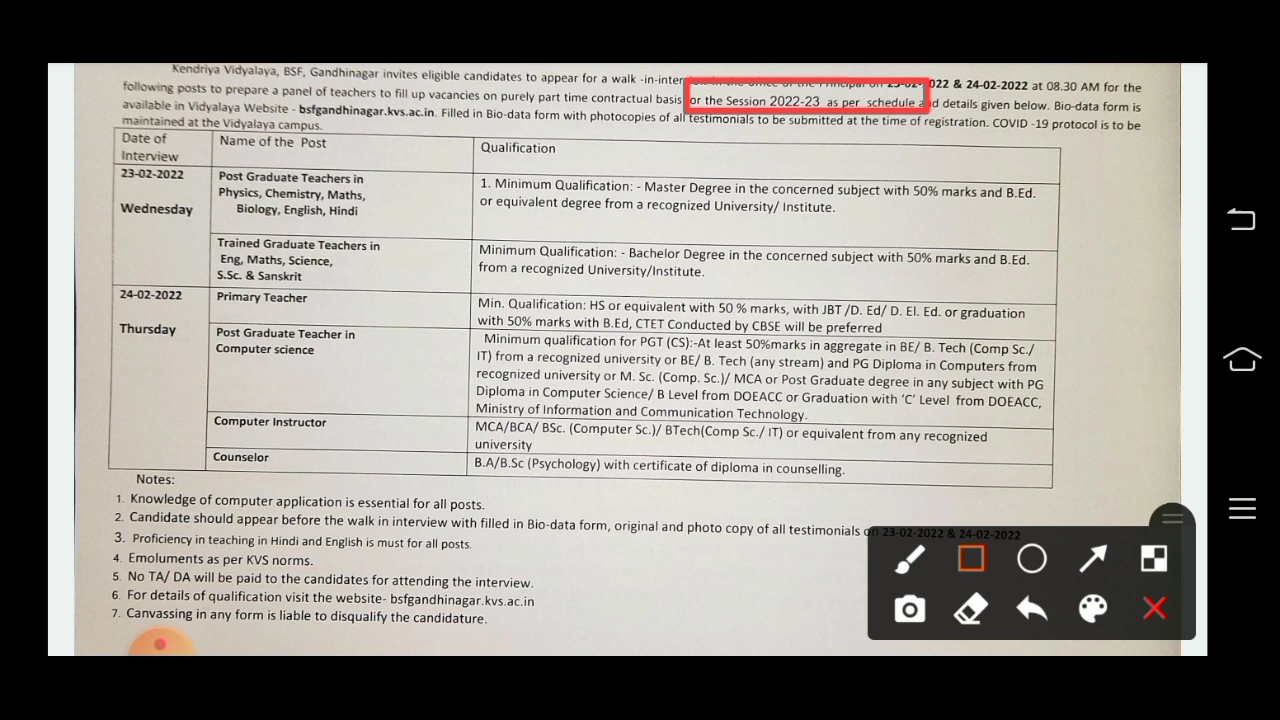 Kendriya Vidyalaya, BSF, Gandhinagar invites eligible candidates to appear for a walk -in-inter 022 & 24-02-2022 at 08.30 AM for the
following posts to prepare a panel of teachers to fill up vacancies on purely part time contractual basis or the Session 2022-23 as per schedule and details given below. Bio-data form is
available in Vidyalaya Website - bsfgandhinagar.kvs.ac.in. Filled in Bio-data form with photocopies of all testimonials to be submitted at the time of registration. COVID -19 protocol is to be
maintained at the Vidyalaya campus.
Date of
Interview
Name of the Post
Qualification
23-02-2022
Wednesday
Post Graduate Teachers in
Physics, Chemistry, Maths,
Biology, English, Hindi
1. Minimum Qualification: - Master Degree in the concerned subject with 50% marks and B.Ed.
or equivalent degree from a recognized University/ Institute.
Trained Graduate Teachers in
Eng, Maths, Science,
S.Sc. & Sanskrit
Minimum Qualification: - Bachelor Degree in the concerned subject with 50% marks and B.Ed.
from a recognized University/Institute.
24-02-2022
Thursday
Primary Teacher
Min. Qualification: HS or equivalent with 50 % marks, with JBT /D. Ed/ D. El. Ed. or graduation
with 50% marks with B.Ed, CTET Conducted by CBSE will be preferred
Post Graduate Teacher in
Computer science
Minimum qualification for PGT (CS):-At least 50%marks in aggregate in BE/ B. Tech (Comp Sc./
IT) from a recognized university or BE/ B. Tech (any stream) and PG Diploma in Computers from
recognized university or M. Sc. (Comp. Sc.)/ MCA or Post Graduate degree in any subject with PG
Diploma in Computer Science/ B Level from DOEACC or Graduation with ‘C’ Level from DOEACC,
Ministry of Information and Communication Technology.
Computer Instructor
MCA/BCA/ BSc. (Computer Sc.)/ BTech(Comp Sc./ IT) or equivalent from any recognized
university
Counselor
B.A/B.Sc (Psychology) with certificate of diploma in counselling.
Notes:
1. Knowledge of computer application is essential for all posts.
2. Candidate should appear before the walk in interview with filled in Bio-data form, original and photo copy of all testimonials on 23-02-2022 & 24-02-2022
3. Proficiency in teaching in Hindi and English is must for all posts.
4. Emoluments as per KVS norms.
5. No TA/ DA will be paid to the candidates for attending the interview.
6. For details of qualification visit the website- bsfgandhinagar.kvs.ac.in
7. Canvassing in any form is liable to disqualify the candidature.